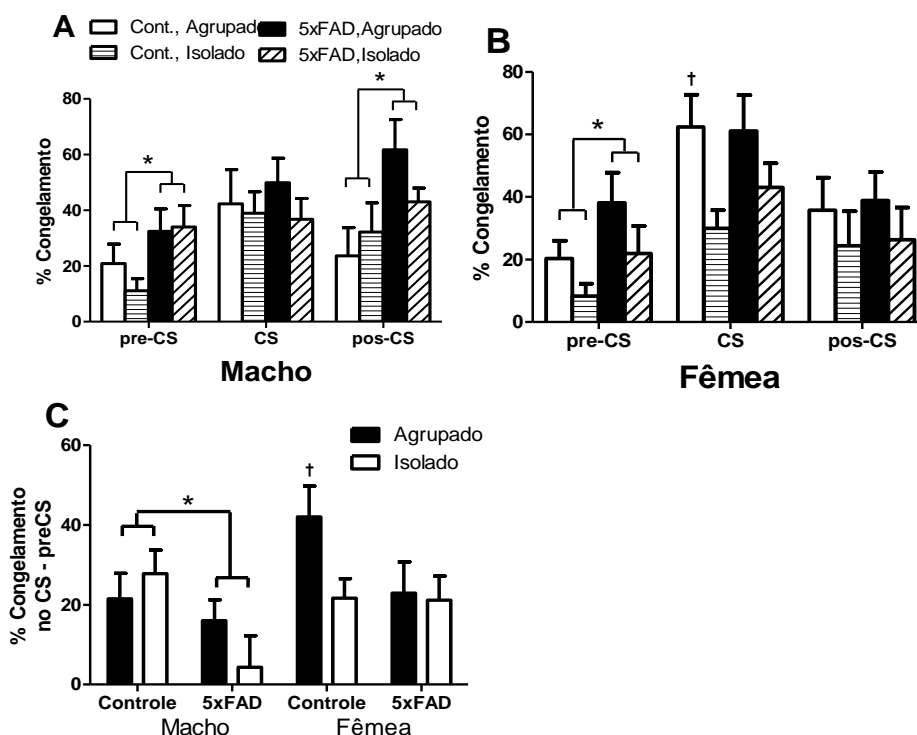 A
Cont., Agrupado
5xFAD,Agrupado
Cont., Isolado
5xFAD,Isolado
% Congelamento
80
60
40
20
0
*
*
pre-CS
CS
pos-CS
Macho
B
% Congelamento
80
60
40
20
0
*
†
pre-CS
CS
pos-CS
Fêmea
C
Agrupado
Isolado
% Congelamento
no CS - preCS
60
40
20
0
*
†
Controle
5xFAD
Controle
5xFAD
Macho
Fêmea